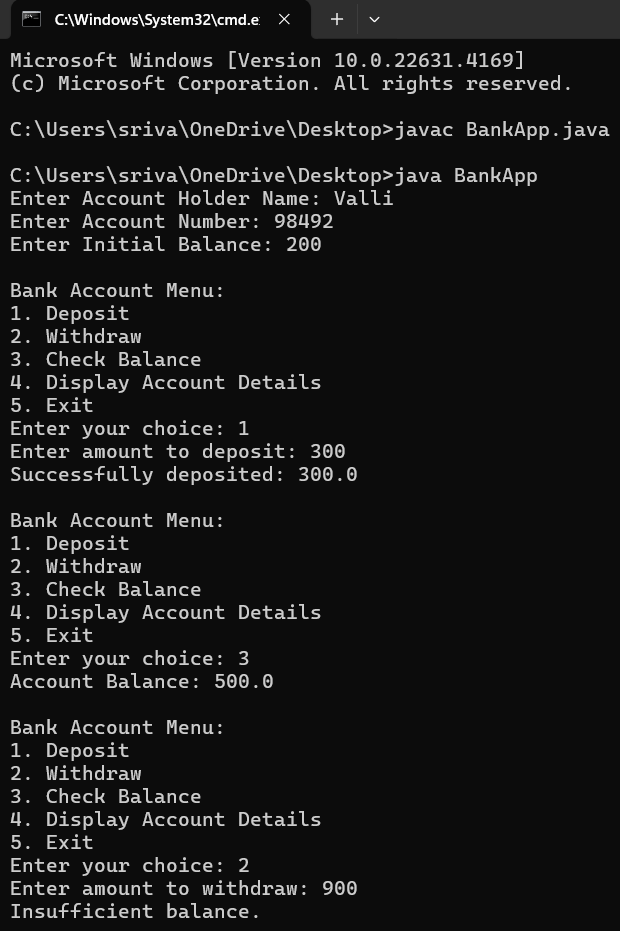 C:\Windows\System32\cmd.e
Microsoft Windows [Version 10.0.22631.4169]
(c) Microsoft Corporation. All rights reserved.

C:\Users\sriva\OneDrive\Desktop>javac BankApp.java

C:\Users\sriva\OneDrive\Desktop>java BankApp
Enter Account Holder Name: Valli
Enter Account Number: 98492
Enter Initial Balance: 200

Bank Account Menu:
1. Deposit
2. Withdraw
3. Check Balance
4. Display Account Details
5. Exit
Enter your choice: 1
Enter amount to deposit: 300
Successfully deposited: 300.0

Bank Account Menu:
1. Deposit
2. Withdraw
3. Check Balance
4. Display Account Details
5. Exit
Enter your choice: 3
Account Balance: 500.0

Bank Account Menu:
1. Deposit
2. Withdraw
3. Check Balance
4. Display Account Details
5. Exit
Enter your choice: 2
Enter amount to withdraw: 900
Insufficient balance.